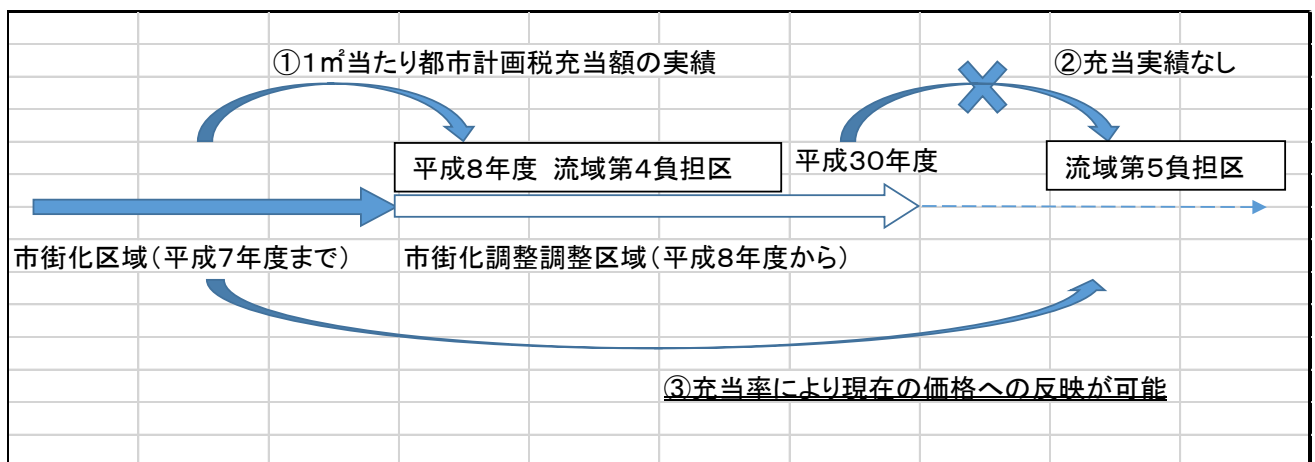 ①1㎡当たり都市計画税充当額の実績
②充当実績なし
平成8年度 流域第4負担区
平成30年度
流域第5負担区
市街化区域(平成7年度まで)
市街化調整調整区域(平成8年度から)
③充当率により現在の価格への反映が可能